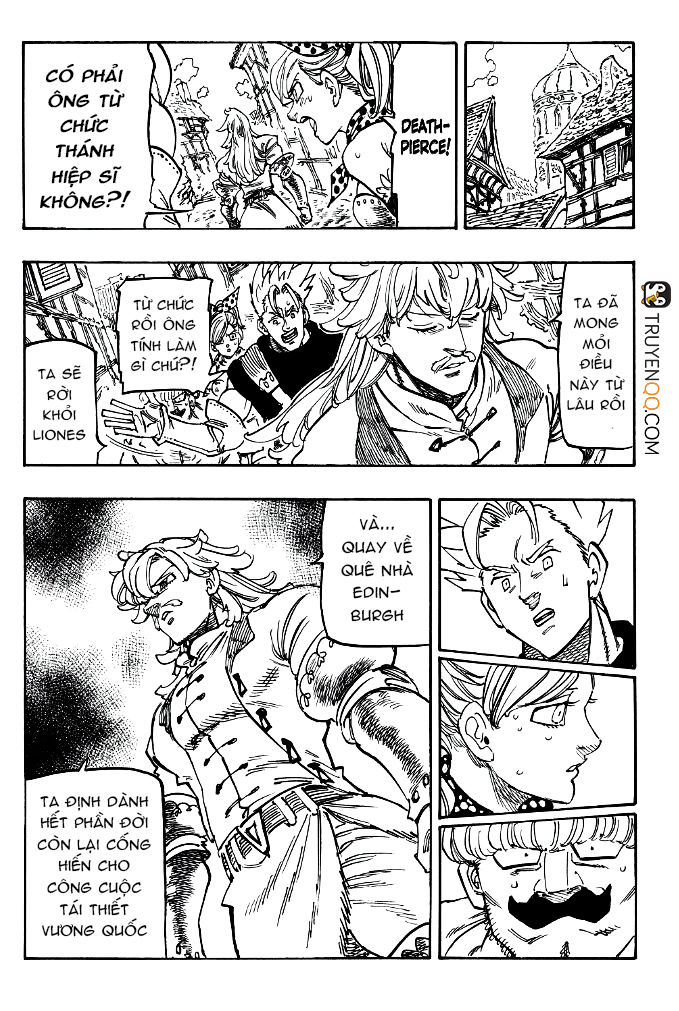 DEATH-
PIERCE!
CÓ PHẢI
ÔNG TỪ
CHỨC
THÁNH
HIỆP SĨ
KHÔNG?!
TA ĐÃ
MONG
MỎI
ĐIỀU
NÀY TỪ
LÂU RỒI
TỪ CHỨC
RỒI ÔNG
TÍNH LÀM
GÌ CHỨ?!
TA SẼ
RỜI
KHỎI
LIONES
VÀ...
QUAY VỀ
QUÊ NHÀ
EDIN-
BURGH
TA ĐỊNH DÀNH
HẾT PHẦN ĐỜI
CÒN LẠI CỐNG
HIẾN CHO
CÔNG CUỘC
TÁI THIẾT
VƯƠNG QUỐC
TRUYENQQ.COM